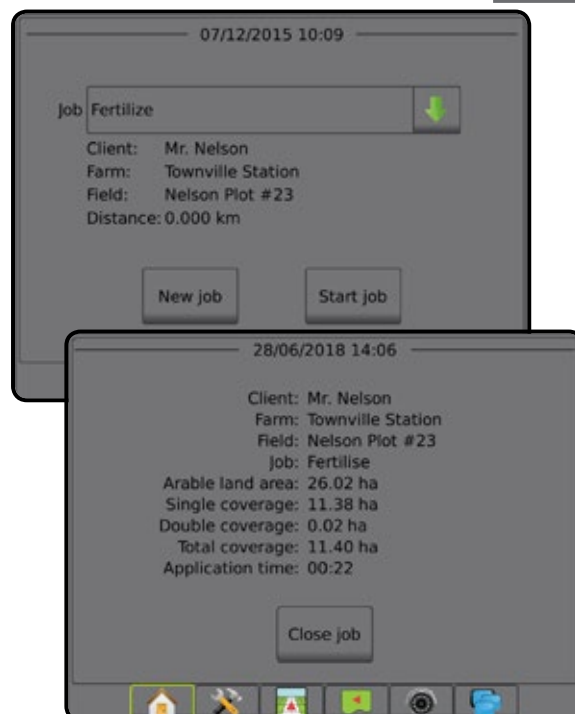 07/12/2015 10:09
Job Fertilize
Client: Mr. Nelson
Farm: Townville Station
Field: Nelson Plot #23
Distance: 0.000 km
New job Start job
28/06/2018 14:06
Client: Mr. Nelson
Farm: Townville Station
Field: Nelson Plot #23
Job: Fertilise
Arable land area: 26.02 ha
Single coverage: 11.38 ha
Double coverage: 0.02 ha
Total coverage: 11.40 ha
Application time: 00:22
Close job